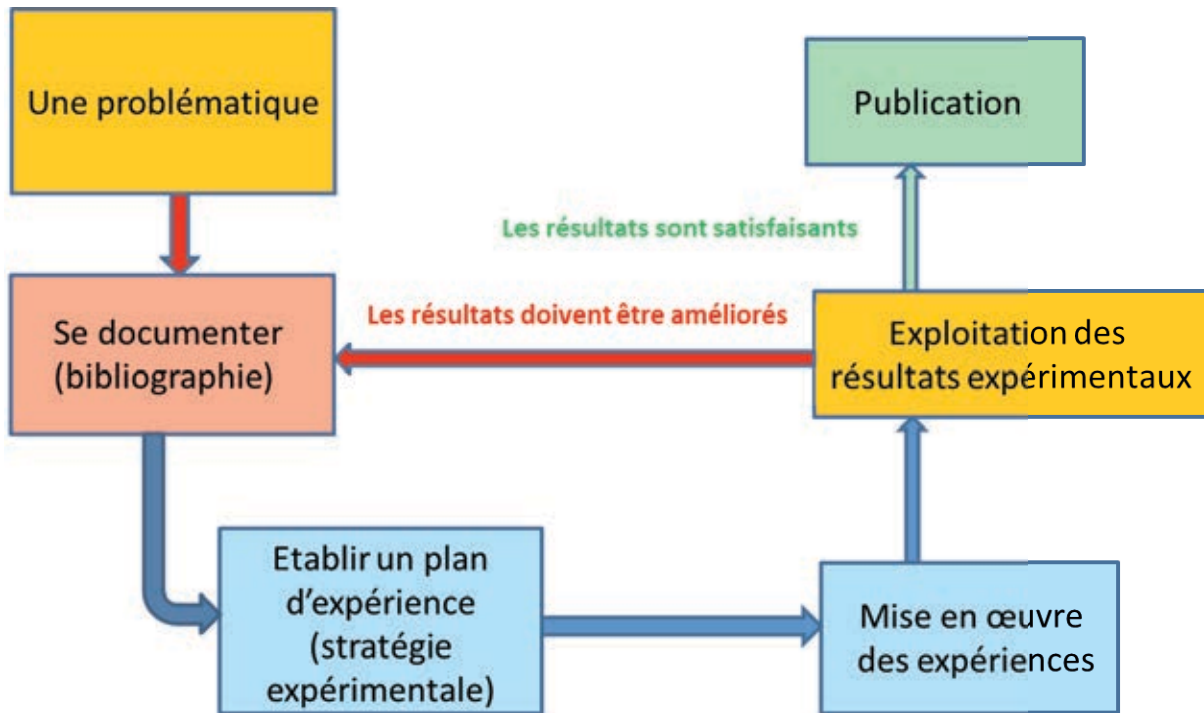 Une problématique
Publication
Les résultats sont satisfaisants
Se documenter
(bibliographie)
Les résultats doivent être améliorés
Exploitation des
résultats expérimentaux
Etablir un plan
d’expérience
(stratégie
expérimentale)
Mise en œuvre
des expériences